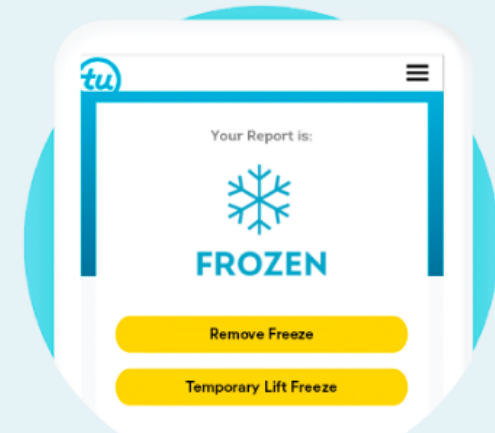 tu
Your Report is:
FROZEN
Remove Freeze
Temporary Lift Freeze